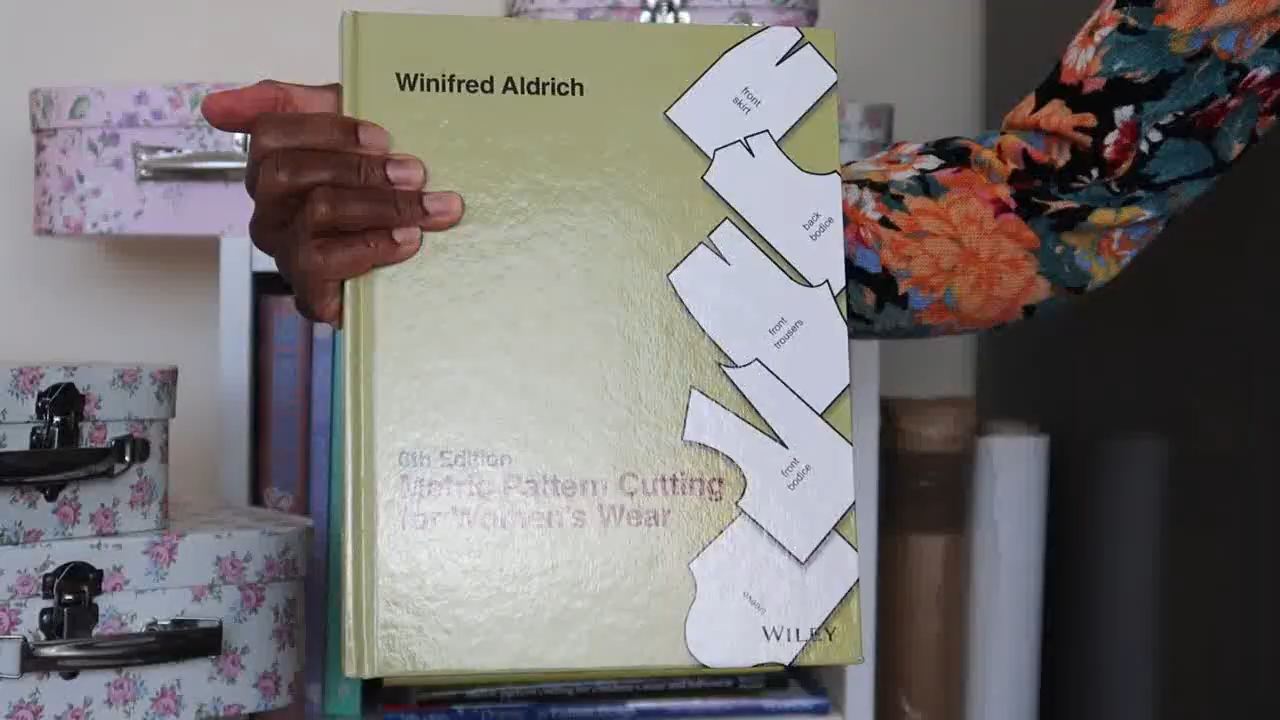 Winifred Aldrich
front
skirt
back
bodice
front
trousers
front
bodice
6th Edition
Metric Pattern Cutting
for Women's Wear
sleeve
WILEY